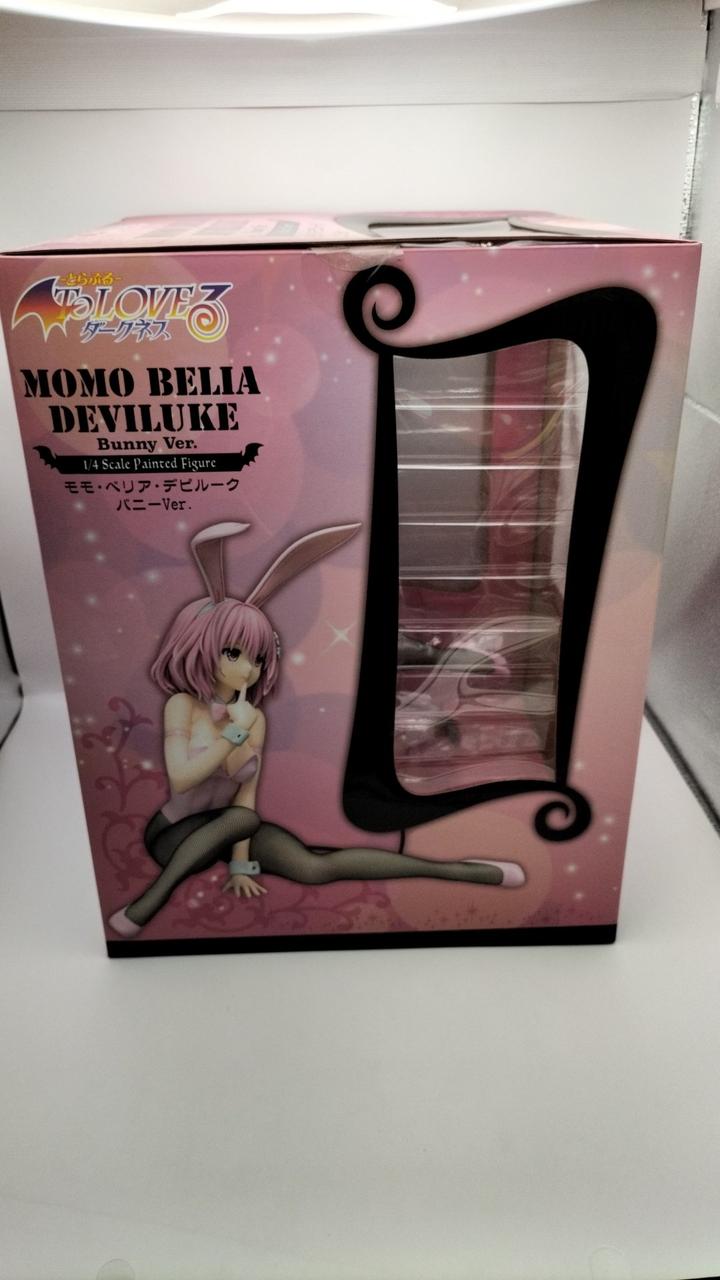 -とらぶる-
ToLOVEる
ダークネス
MOMO BELIA
DEVILUKE
Bunny Ver.
1/4 Scale Painted Figure
モモ・ベリア・デビルーク
バニーVer.